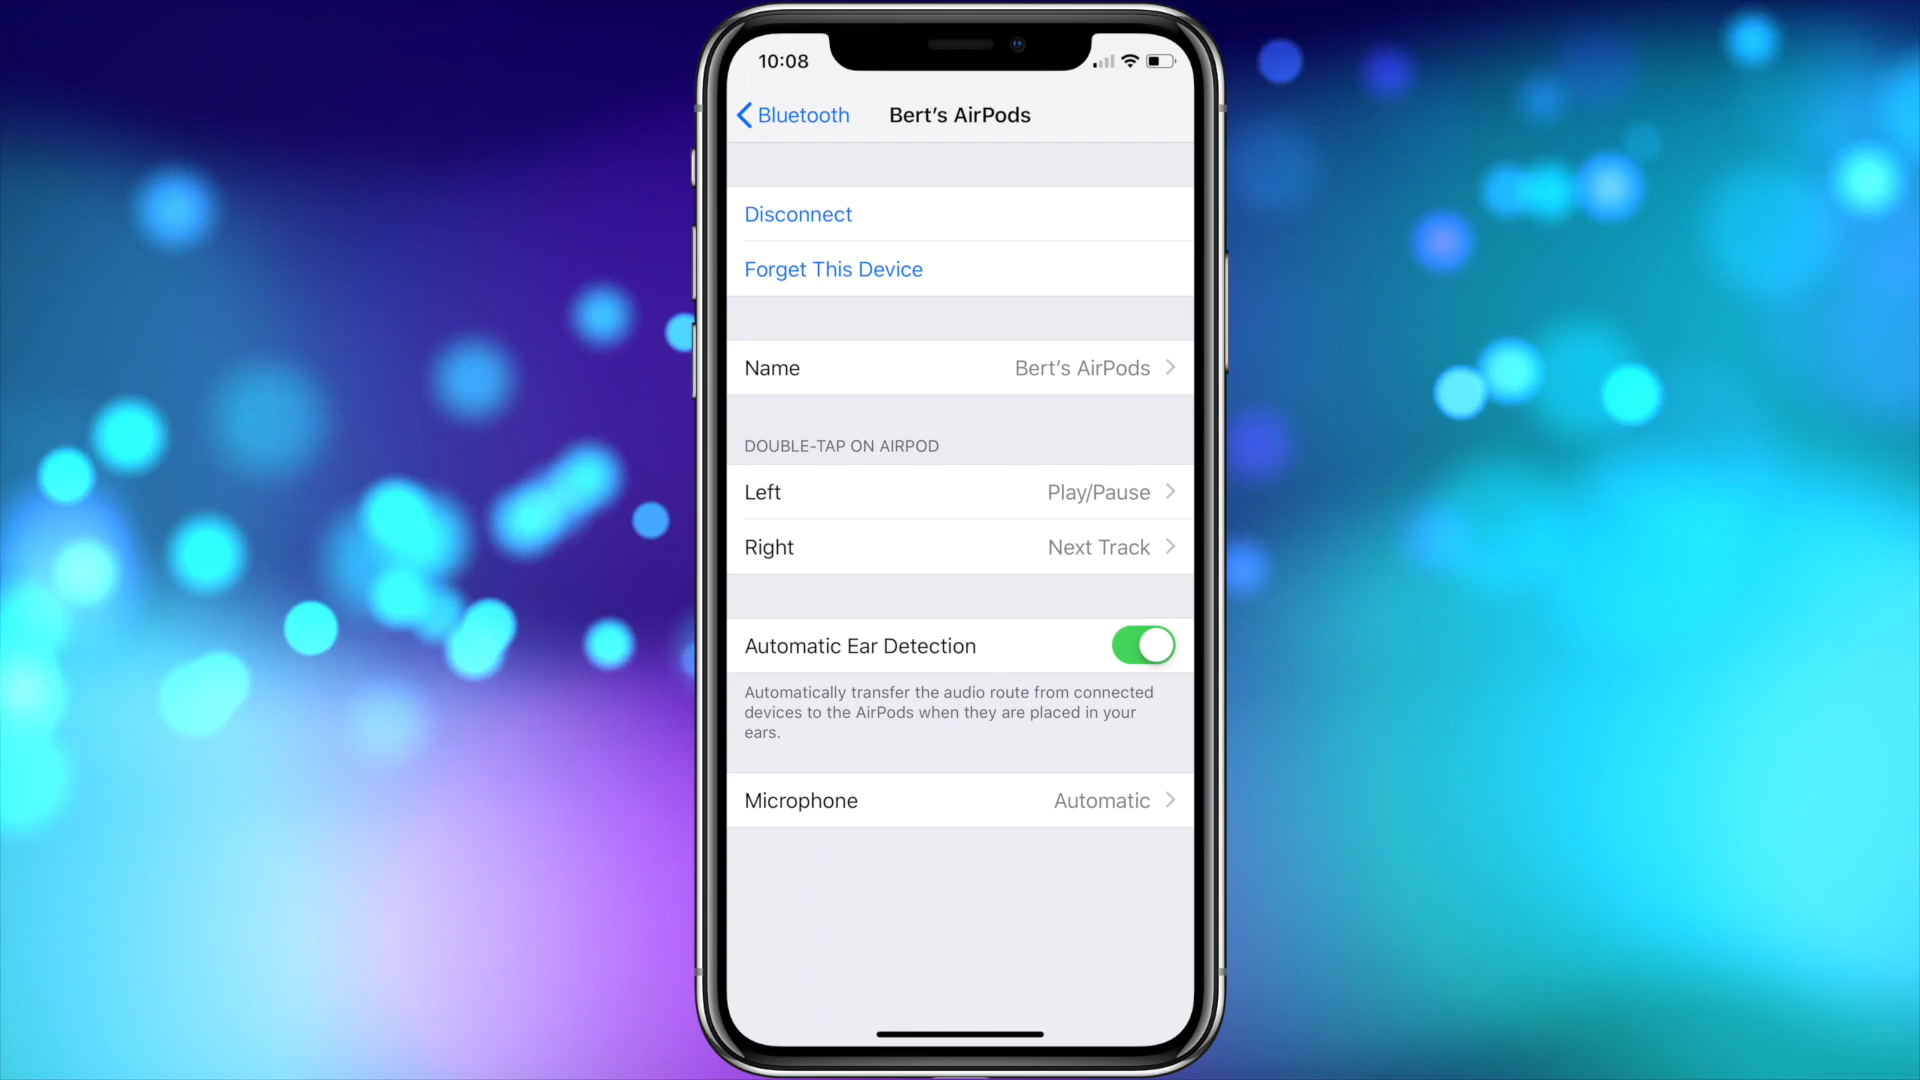 10:08
Bluetooth
Bert’s AirPods
Disconnect
Forget This Device
Name
Bert’s AirPods
DOUBLE-TAP ON AIRPOD
Left
Play/Pause
Right
Next Track
Automatic Ear Detection
Automatically transfer the audio route from connected
devices to the AirPods when they are placed in your
ears.
Microphone
Automatic